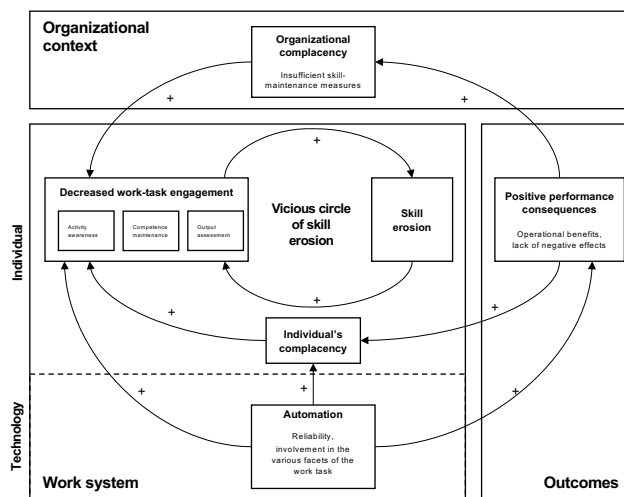 Organizational
context
Organizational
complacency
Insufficient skill-
maintenance measures
+
+
Individual
+
Decreased work-task engagement
Activity
awareness
Competence
maintenance
Output
assessment
Vicious circle
of skill
erosion
Skill
erosion
Positive performance
consequences
Operational benefits,
lack of negative effects
+
+
+
Individual's
complacency
Technology
+
+
+
Automation
Reliability,
involvement in the
various facets of the
work task
Work system
Outcomes